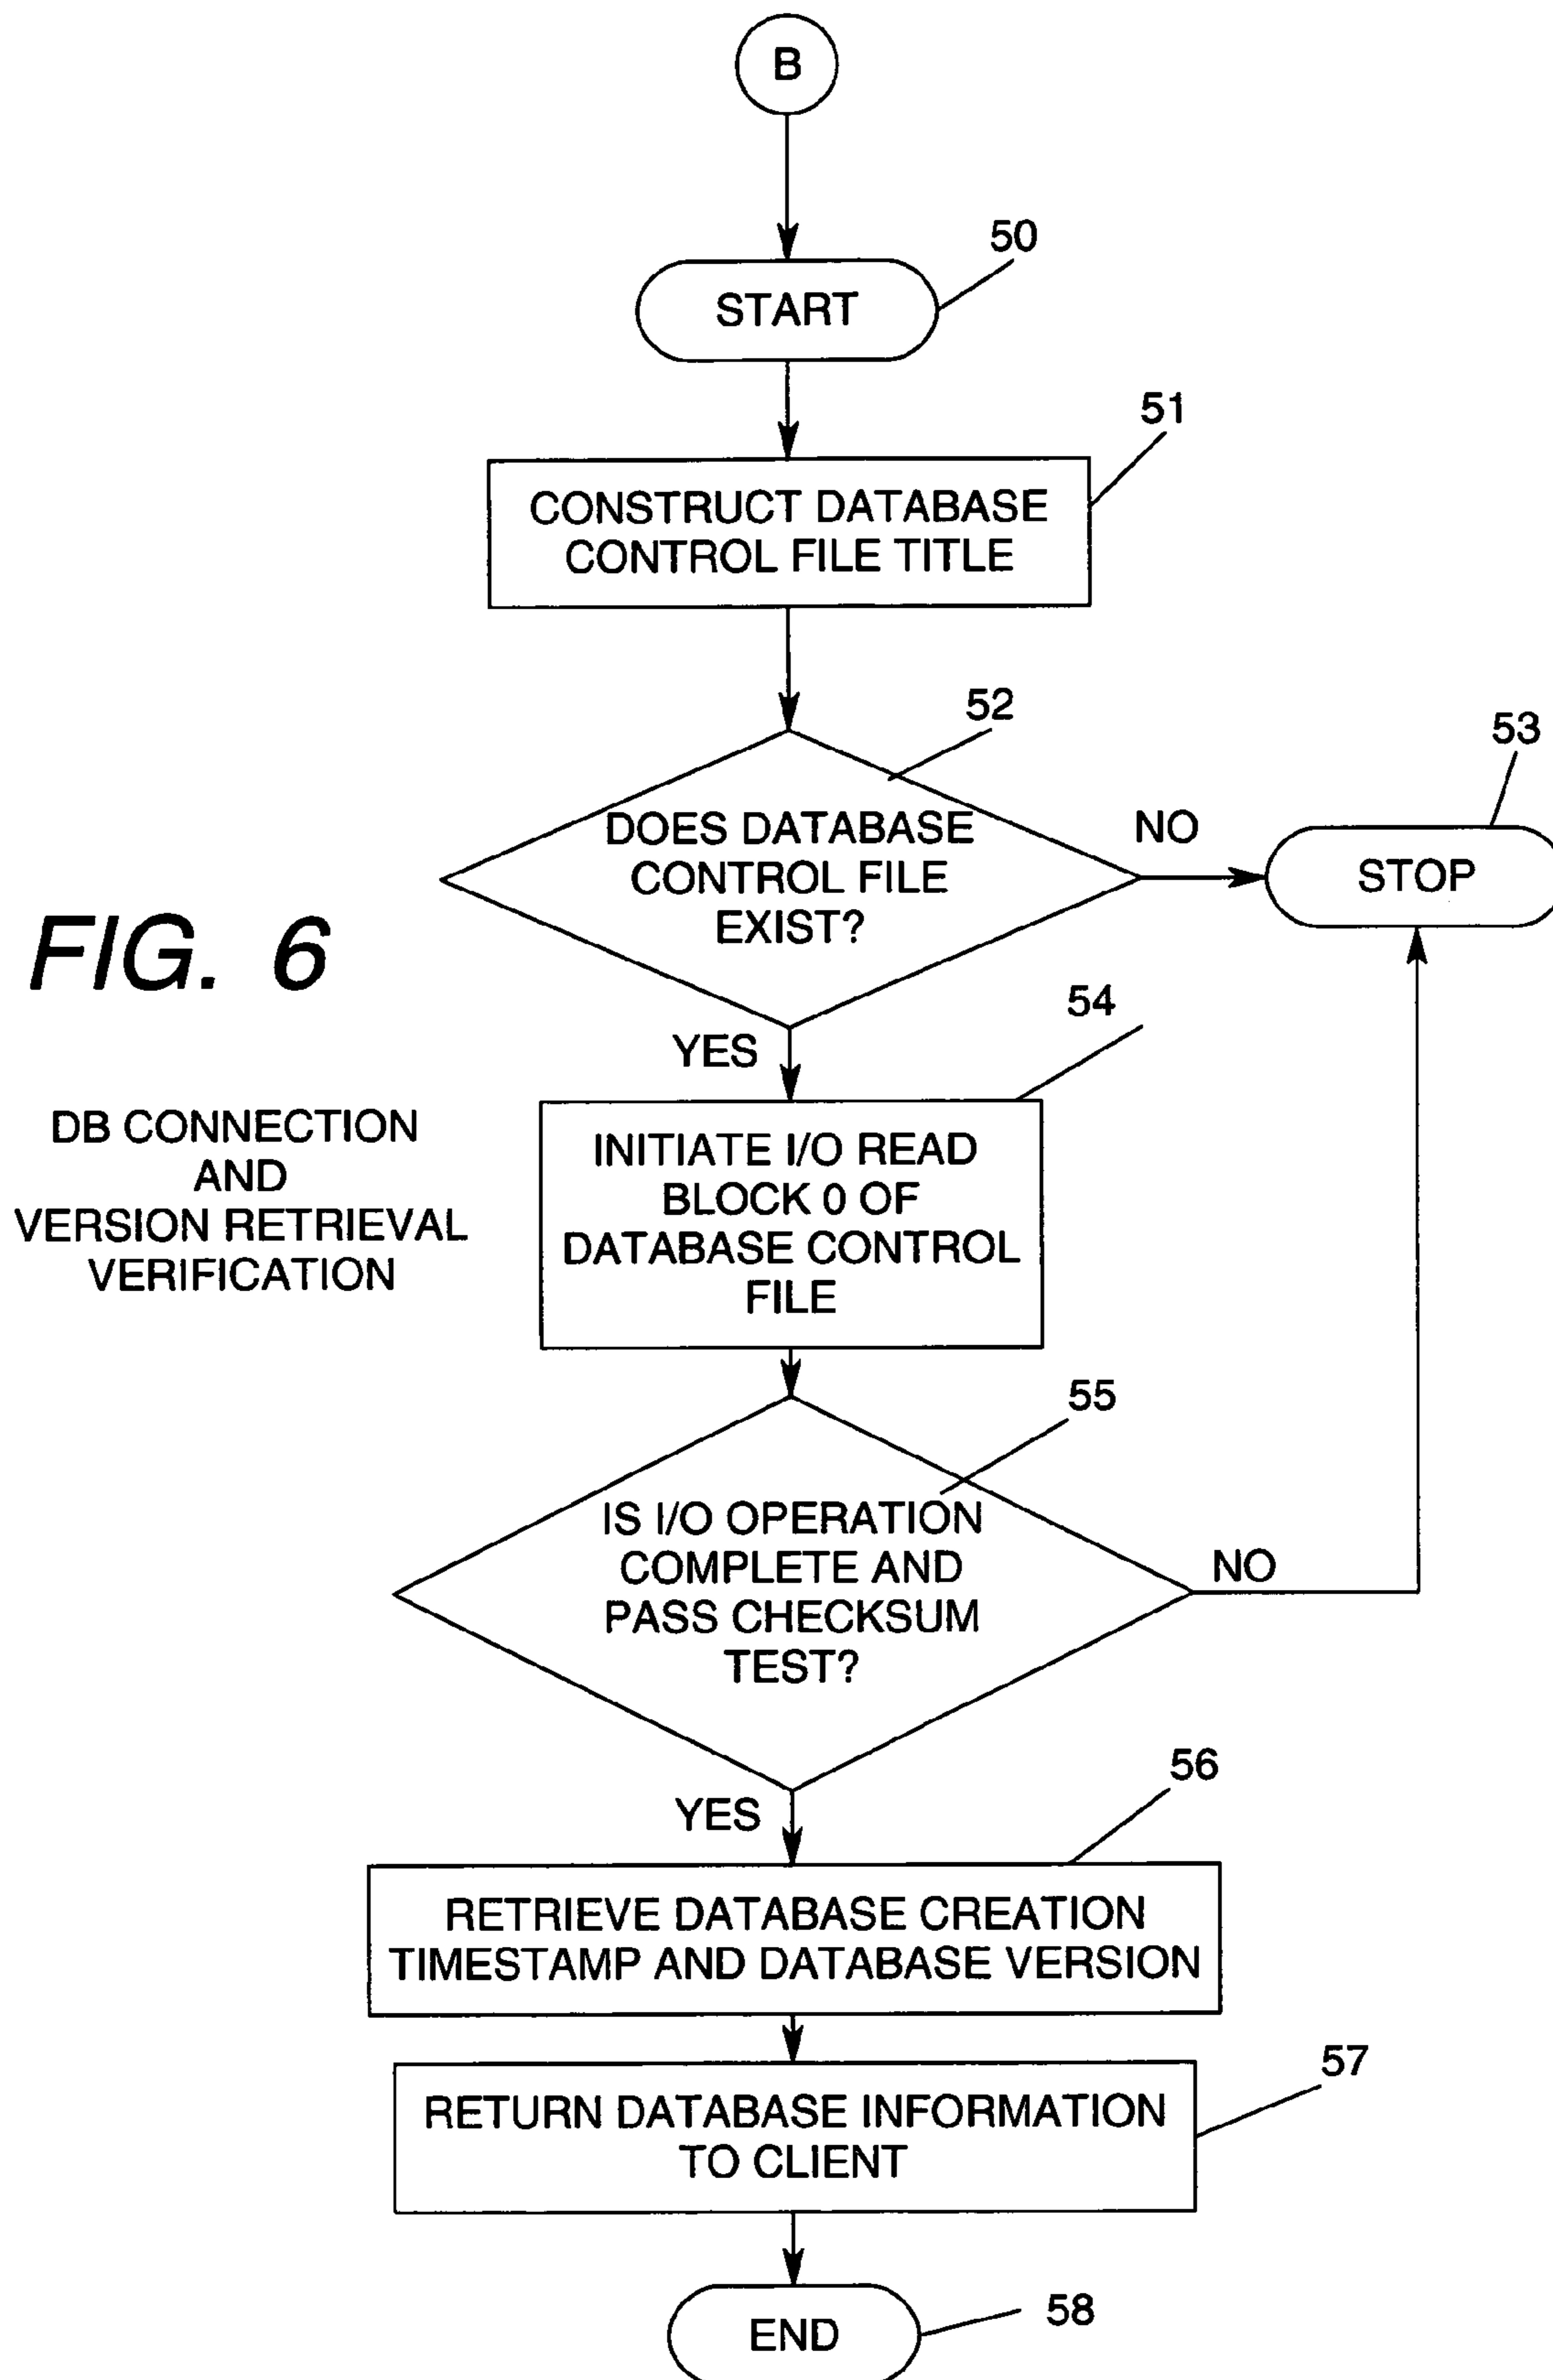 B
50
START
51
CONSTRUCT DATABASE
CONTROL FILE TITLE
52
53
DOES DATABASE
CONTROL FILE
EXIST?
NO
STOP
FIG. 6
54
YES
DB CONNECTION
AND
VERSION RETRIEVAL
VERIFICATION
INITIATE I/O READ
BLOCK 0 OF
DATABASE CONTROL
FILE
55
IS I/O OPERATION
COMPLETE AND
PASS CHECKSUM
TEST?
NO
56
YES
RETRIEVE DATABASE CREATION
TIMESTAMP AND DATABASE VERSION
57
RETURN DATABASE INFORMATION
TO CLIENT
58
END